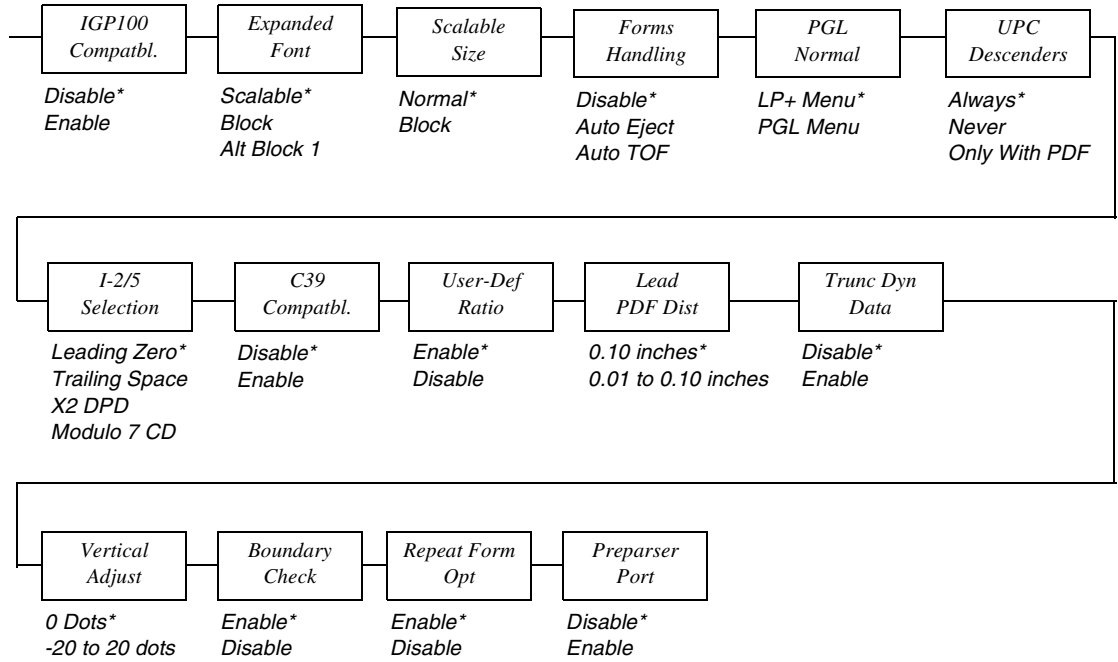 IGP100
Compatbl.
Disable*
Enable
Expanded
Font
Scalable*
Block
Alt Block 1
Scalable
Size
Normal*
Block
Forms
Handling
Disable*
Auto Eject
Auto TOF
PGL
Normal
LP+ Menu*
PGL Menu
UPC
Descenders
Always*
Never
Only With PDF
I-2/5
Selection
Leading Zero*
Trailing Space
X2 DPD
Modulo 7 CD
C39
Compatbl.
Disable*
Enable
User-Def
Ratio
Enable*
Disable
Lead
PDF Dist
0.10 inches*
0.01 to 0.10 inches
Trunc Dyn
Data
Disable*
Enable
Vertical
Adjust
0 Dots*
-20 to 20 dots
Boundary
Check
Enable*
Disable
Repeat Form
Opt
Enable*
Disable
Preparser
Port
Disable*
Enable